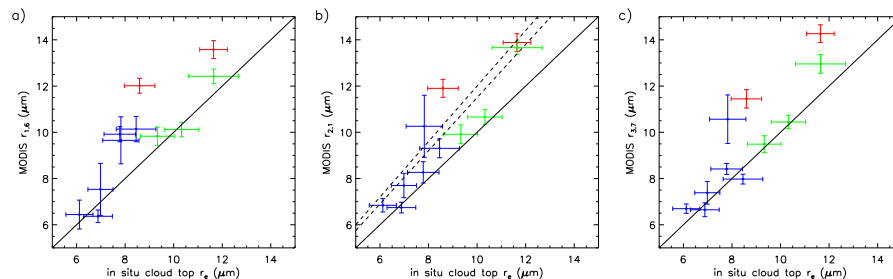 a)
14
12
10
8
6
MODIS r1,6 (μm)
6 8 10 12 14
in situ cloud top re (μm)
b)
14
12
10
8
6
MODIS r2,1 (μm)
6 8 10 12 14
in situ cloud top re (μm)
c)
14
12
10
8
6
MODIS r3,7 (μm)
6 8 10 12 14
in situ cloud top re (μm)